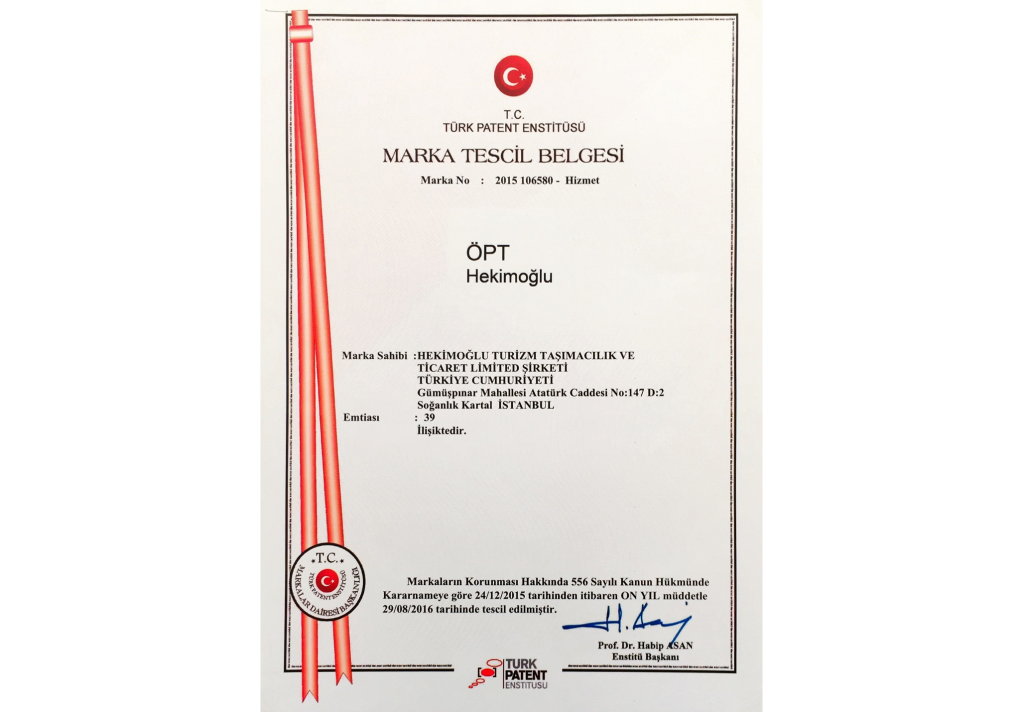 T.C.
TÜRK PATENT ENSTİTÜSÜ
MARKA TESCİL BELGESİ
Marka No : 2015 106580 - Hizmet
ÖPT
Hekimoğlu
Marka Sahibi :HEKİMOĞLU TURİZM TAŞIMACILIK VE
TİCARET LİMİTED ŞİRKETİ
TÜRKİYE CUMHURİYETİ
Gümüşpınar Mahallesi Atatürk Caddesi No:147 D:2
Soğanlık Kartal İSTANBUL
Emtiası : 39
İlişiktedir.
T.C.
TÜRK PATENT ENSTİTÜSÜ
MARKALAR DAİRESİ BAŞKANLIĞI
Markaların Korunması Hakkında 556 Sayılı Kanun Hükmünde
Kararnameye göre 24/12/2015 tarihinden itibaren ON YIL müddetle
29/08/2016 tarihinde tescil edilmiştir.
Prof. Dr. Habip ASAN
Enstitü Başkanı
TURK
PATENT
ENSTITUSU